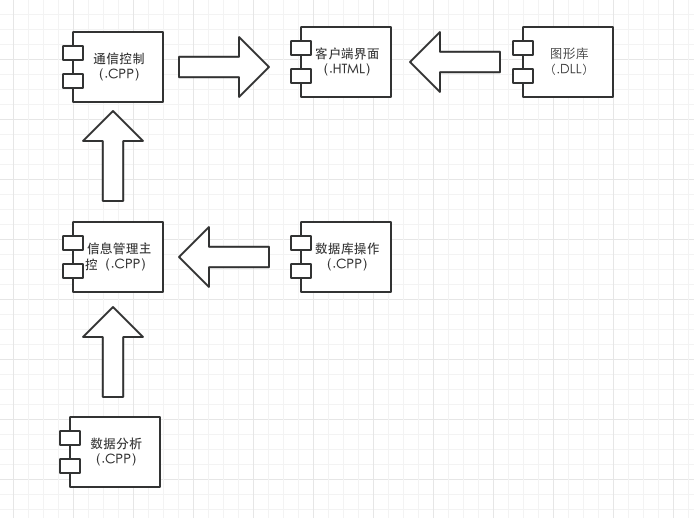 通信控制
（.CPP）
客户端界面
（.HTML）
图形库
（.DLL）
信息管理主
控（.CPP）
数据库操作
（.CPP）
数据分析
（.CPP）